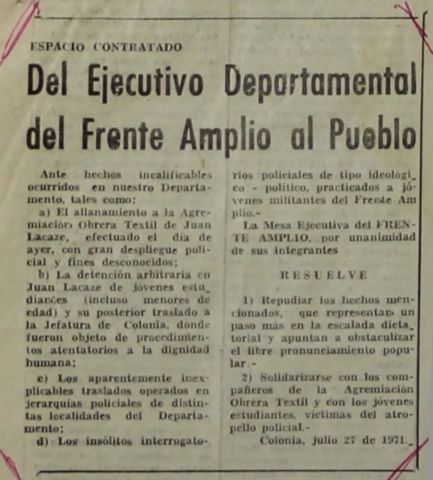 ESPACIO CONTRATADO
Del Ejecutivo Departamental
del Frente Amplio al Pueblo
Ante hechos incalificables
ocurridos en nuestro Departa-
mento, tales como:
a) El allanamiento a la Agre-
miación Obrera Textil de Juan
Lacaze, efectuado el día de
ayer, con gran despliegue poli-
cial y fines desconocidos;
b) La detención arbitraria en
Juan Lacaze de jóvenes estu_
diantes (incluso menores de
edad) y su posterior traslado a
la Jefatura de Colonia, donde
fueron objeto de procedimien-
tos atentatorios a la dignidad
humana;
c) Los aparentemente inex-
plicables traslados operados en
jerarquías policiales de distin-
tas localidades del Departa-
mento;
d) Los insólitos interrogato-
rios policiales de tipo ideológi_
co - político, practicados a jó-
venes militantes del Frente Am
plio.-
La Mesa Ejecutiva del FREN-
TE AMPLIO, por unanimidad
de sus integrantes
RESUELVE
1) Repudiar los hechos men-
cionados, que representan un
paso más en la escalada dicta_
torial y apuntan a obstaculizar
el libre pronunciamiento popu-
lar.-
2) Solidarizarse con los com-
pañeros de la Agremiación
Obrera Textil y con los jóvenes
estudiantes, víctimas del atro-
pello policial.-
Colonia, julio 27 de 1971.